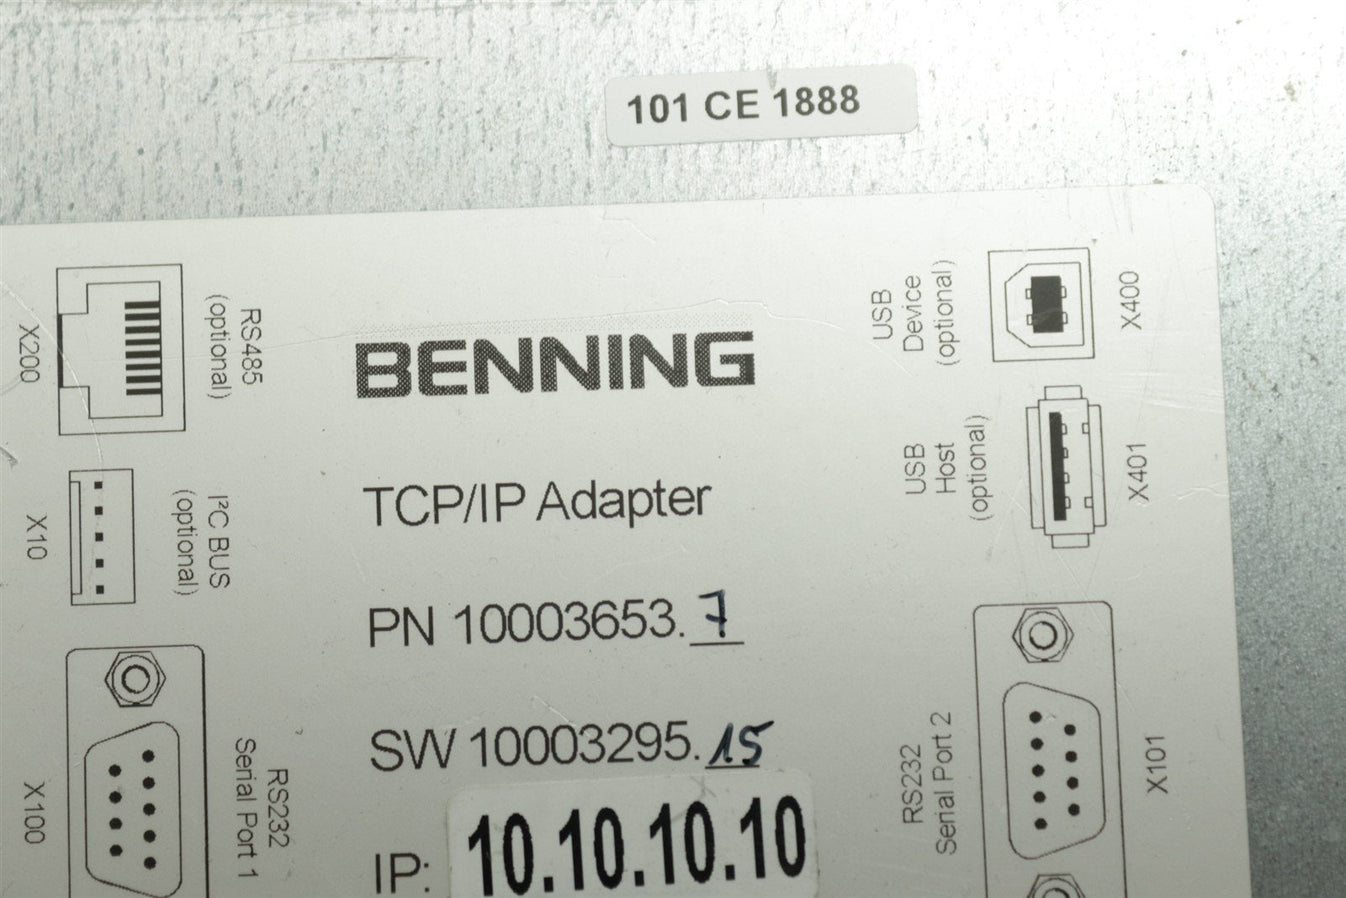 101 CE 1888
X200
RS485
(optional)
BENNING
USB
Device
(optional)
X400
TCP/IP Adapter
USB
Host
(optional)
X401
X10
I²C BUS
(optional)
PN 10003653.7
SW 10003295.15
IP: 10.10.10.10
X100
RS232
Serial Port 1
RS232
Serial Port 2
X101